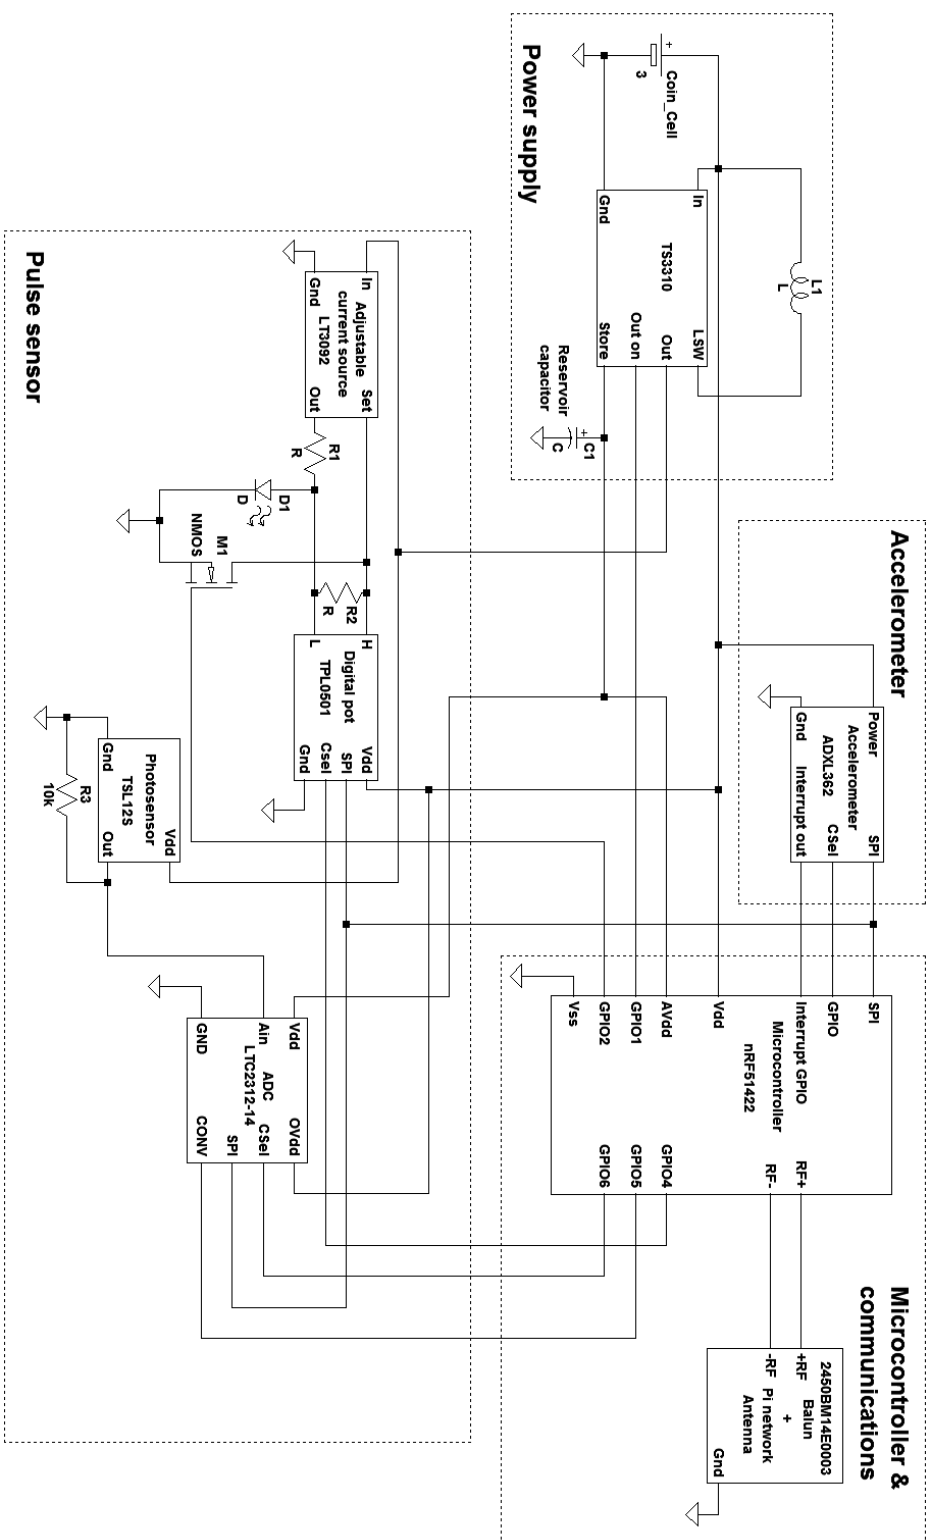 Power supply
+
Coin_Cell
3
L1
L
In
LSW
TS3310
Out
Out on
Gnd
Store
Reservoir
capacitor
+
C1
C
Accelerometer
Power
SPI
Accelerometer
ADXL362
CSel
Gnd
Interrupt out
Microcontroller &
communications
SPI
GPIO
Interrupt GPIO
RF+
Microcontroller
RF-
nRF51422
Vdd
AVdd
GPIO4
GPIO1
GPIO5
GPIO2
GPIO6
Vss
2450BM14E0003
+RF
Balun
+
-RF
Pi network
Antenna
Gnd
Pulse sensor
In
Set
Adjustable
current source
LT3092
Gnd
Out
R1
R
D1
D
M1
NMOS
R2
R
H
Vdd
Digital pot
SPI
TPL0501
Csel
L
Gnd
Vdd
Photosensor
TSL12S
Gnd
Out
R3
10k
Vdd
OVdd
Ain
ADC
CSel
LTC2312-14
SPI
GND
CONV